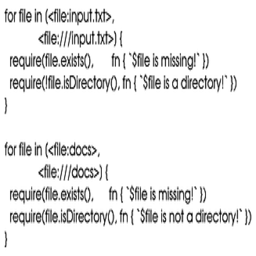 for file in (<file:input.txt>,
<file:///input.txt>) {
require(file.exists(), fn { `$file is missing!` })
require(!file.isDirectory(), fn { `$file is a directory!` })
}

for file in (<file:docs>,
<file:///docs>) {
require(file.exists(), fn { `$file is missing!` })
require(file.isDirectory(), fn { `$file is not a directory!` })
}